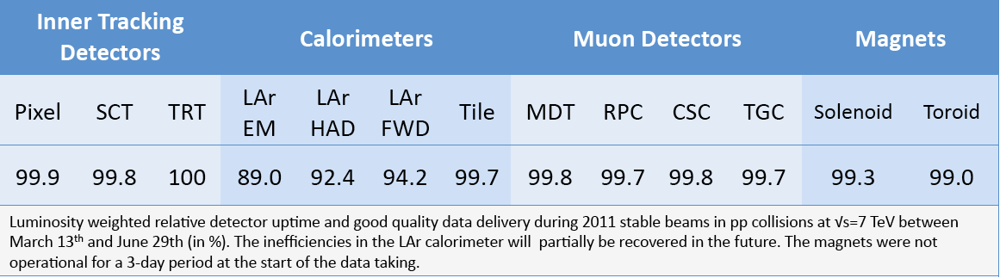 Inner Tracking Detectors Calorimeters Muon Detectors Magnets
Pixel SCT TRT LAr EM LAr HAD LAr FWD Tile MDT RPC CSC TGC Solenoid Toroid
99.9 99.8 100 89.0 92.4 94.2 99.7 99.8 99.7 99.8 99.7 99.3 99.0
Luminosity weighted relative detector uptime and good quality data delivery during 2011 stable beams in pp collisions at √s=7 TeV between
March 13th and June 29th (in %). The inefficiencies in the LAr calorimeter will partially be recovered in the future. The magnets were not
operational for a 3-day period at the start of the data taking.